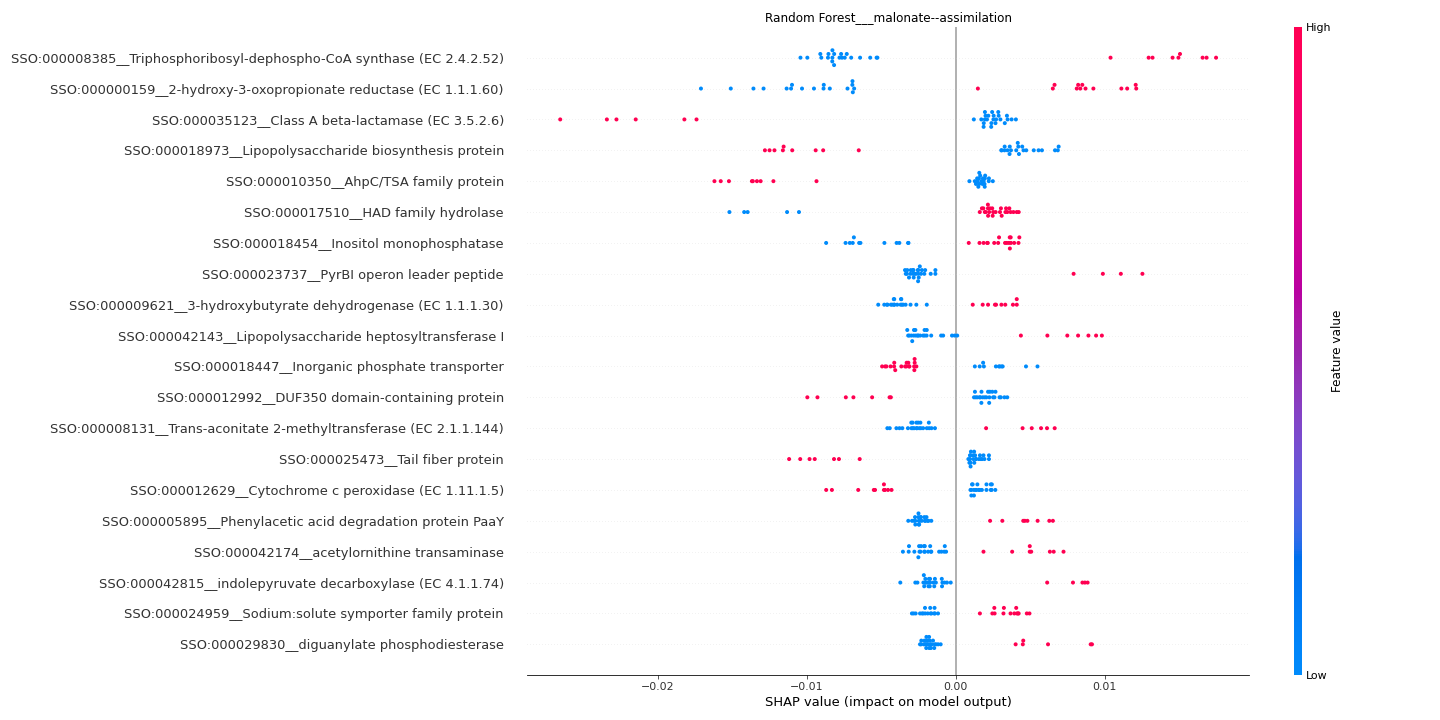 Random Forest___malonate--assimilation
High
SSO:000008385__Triphosphoribosyl-dephospho-CoA synthase (EC 2.4.2.52)
SSO:000000159__2-hydroxy-3-oxopropionate reductase (EC 1.1.1.60)
SSO:000035123__Class A beta-lactamase (EC 3.5.2.6)
SSO:000018973__Lipopolysaccharide biosynthesis protein
SSO:000010350__AhpC/TSA family protein
SSO:000017510__HAD family hydrolase
SSO:000018454__Inositol monophosphatase
SSO:000023737__PyrBI operon leader peptide
SSO:000009621__3-hydroxybutyrate dehydrogenase (EC 1.1.1.30)
SSO:000042143__Lipopolysaccharide heptosyltransferase I
SSO:000018447__Inorganic phosphate transporter
SSO:000012992__DUF350 domain-containing protein
SSO:000008131__Trans-aconitate 2-methyltransferase (EC 2.1.1.144)
SSO:000025473__Tail fiber protein
SSO:000012629__Cytochrome c peroxidase (EC 1.11.1.5)
SSO:000005895__Phenylacetic acid degradation protein PaaY
SSO:000042174__acetylornithine transaminase
SSO:000042815__indolepyruvate decarboxylase (EC 4.1.1.74)
SSO:000024959__Sodium:solute symporter family protein
SSO:000029830__diguanylate phosphodiesterase
Feature value
Low
−0.02 −0.01 0.00 0.01
SHAP value (impact on model output)